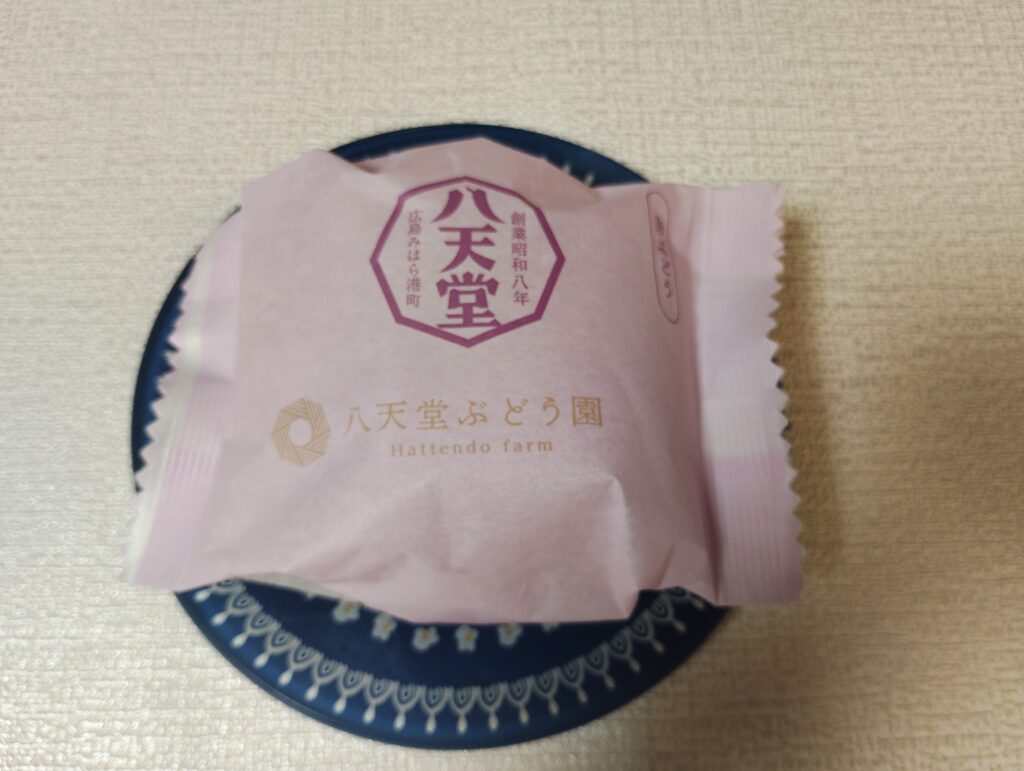 創業昭和八年
八天堂
広島みはら港町
八天堂ぶどう園
Hattendo farm